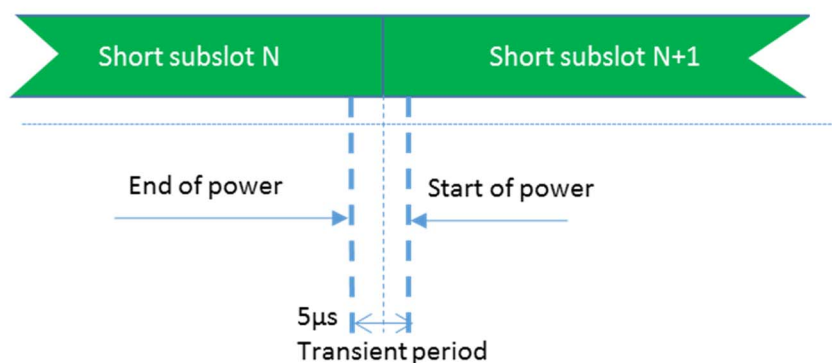 Short subslot N
Short subslot N+1
End of power
Start of power
5µs
Transient period